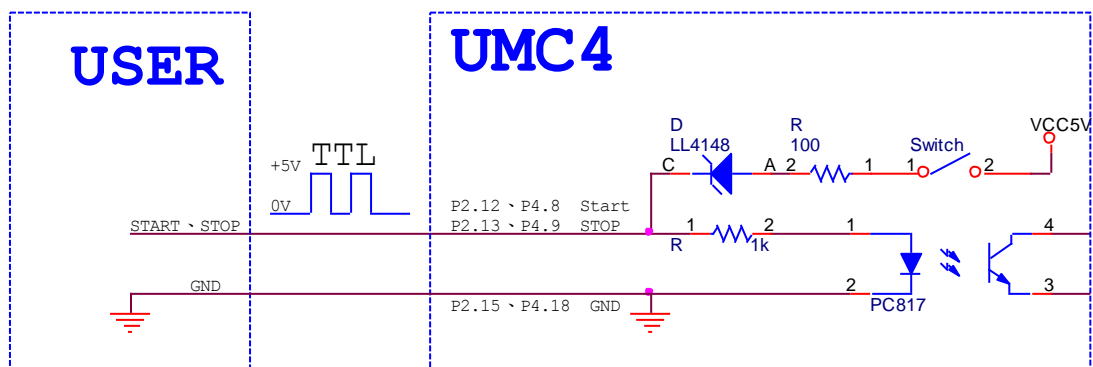 USER
UMC4
D
LL4148
R
100
Switch
VCC5V
C
A 2
1
1
2
+5V
TTL
0V
P2.12、P4.8 Start
START、STOP
P2.13、P4.9 STOP
1
2
R
1k
1
4
GND
P2.15、P4.18 GND
2
PC817
3